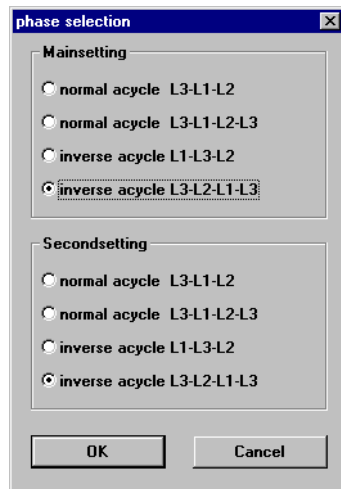 phase selection
Mainsetting
normal acycle L3-L1-L2
normal acycle L3-L1-L2-L3
inverse acycle L1-L3-L2
inverse acycle L3-L2-L1-L3
Secondsetting
normal acycle L3-L1-L2
normal acycle L3-L1-L2-L3
inverse acycle L1-L3-L2
inverse acycle L3-L2-L1-L3
OK Cancel